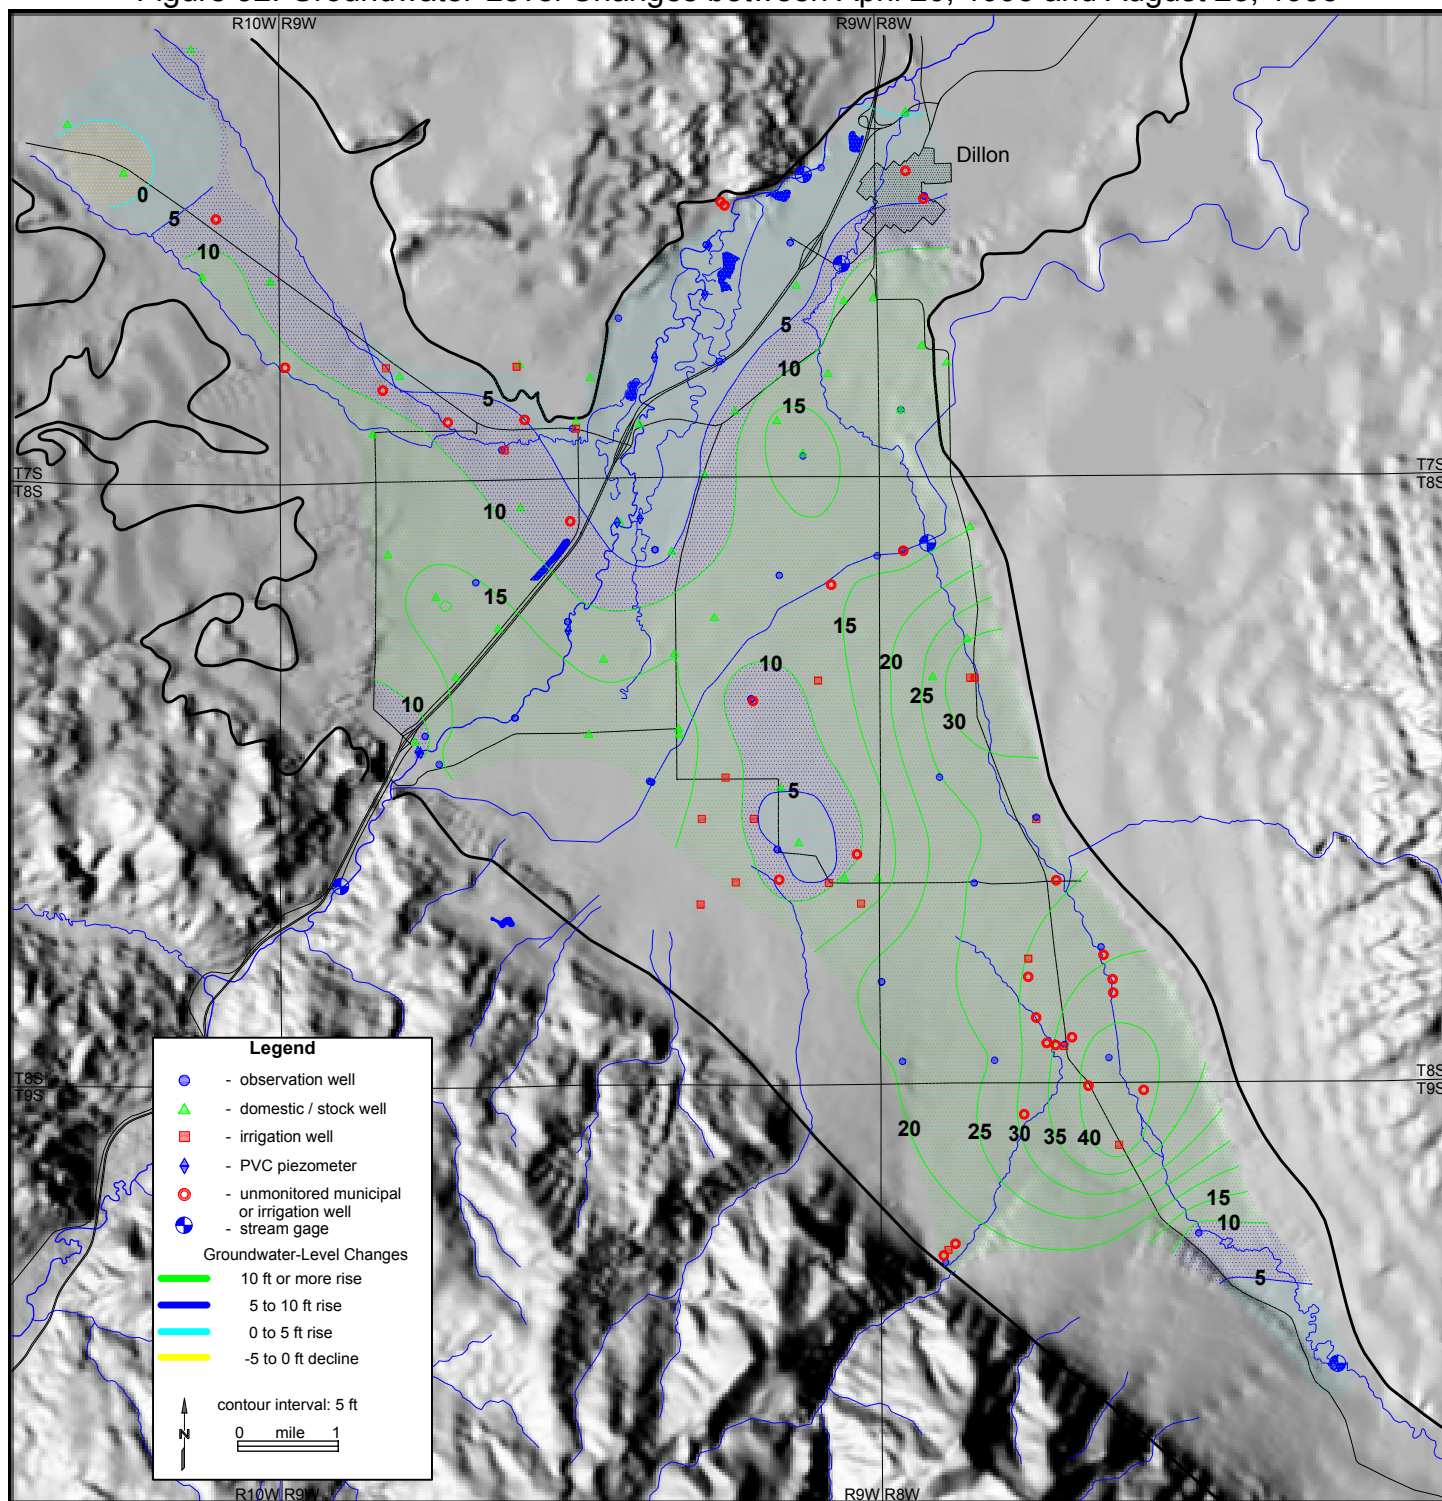 R10W R9W
R9W R8W
Dillon
0
5
10
5
10
15
5
T7S
T8S
T7S
T8S
10
15
15
10
20
25
10
30
5
Legend
- observation well
- domestic / stock well
- irrigation well
- PVC piezometer
- unmonitored municipal
or irrigation well
- stream gage
Groundwater-Level Changes
10 ft or more rise
5 to 10 ft rise
0 to 5 ft rise
-5 to 0 ft decline
contour interval: 5 ft
0 mile 1
N
T8S
T9S
T8S
T9S
20
25
30
35
40
15
10
5
R10W R9W
R9W R8W